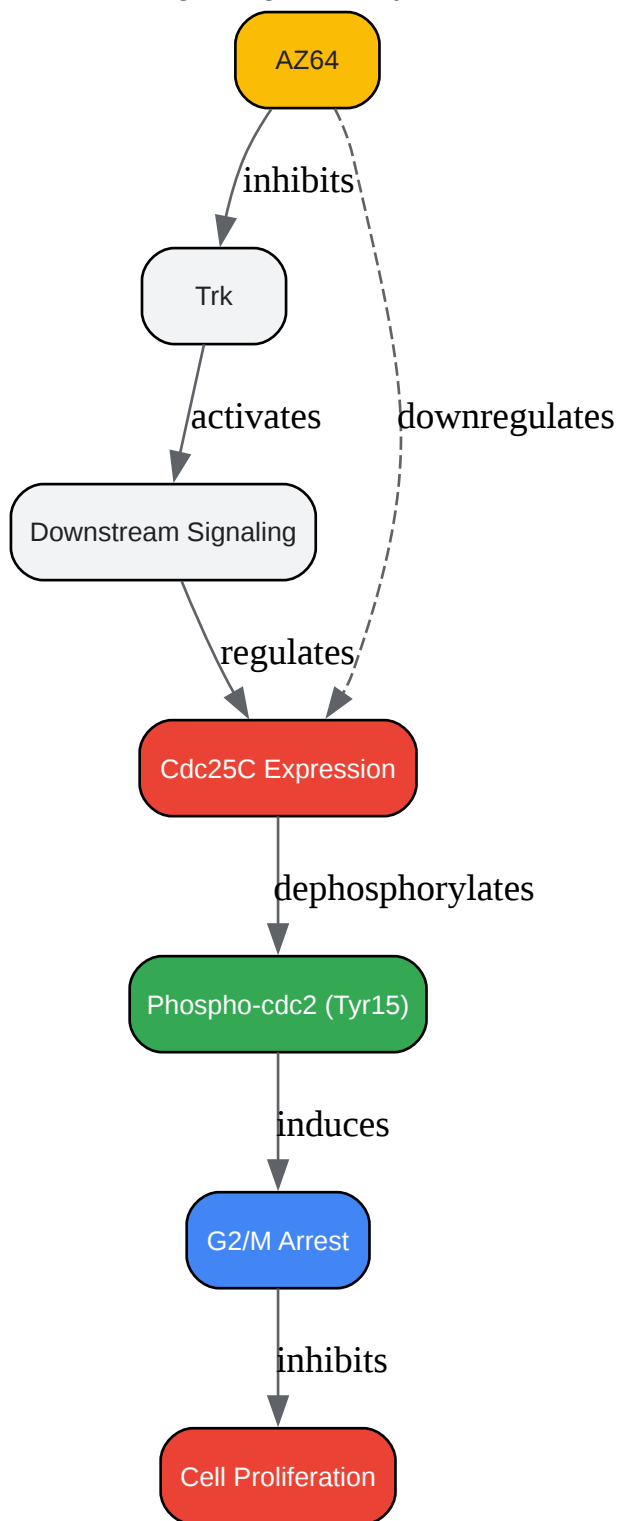 AZ64
inhibits
Trk
activates
downregulates
Downstream Signaling
regulates
Cdc25C Expression
dephosphorylates
Phospho-cdc2 (Tyr15)
induces
G2/M Arrest
inhibits
Cell Proliferation